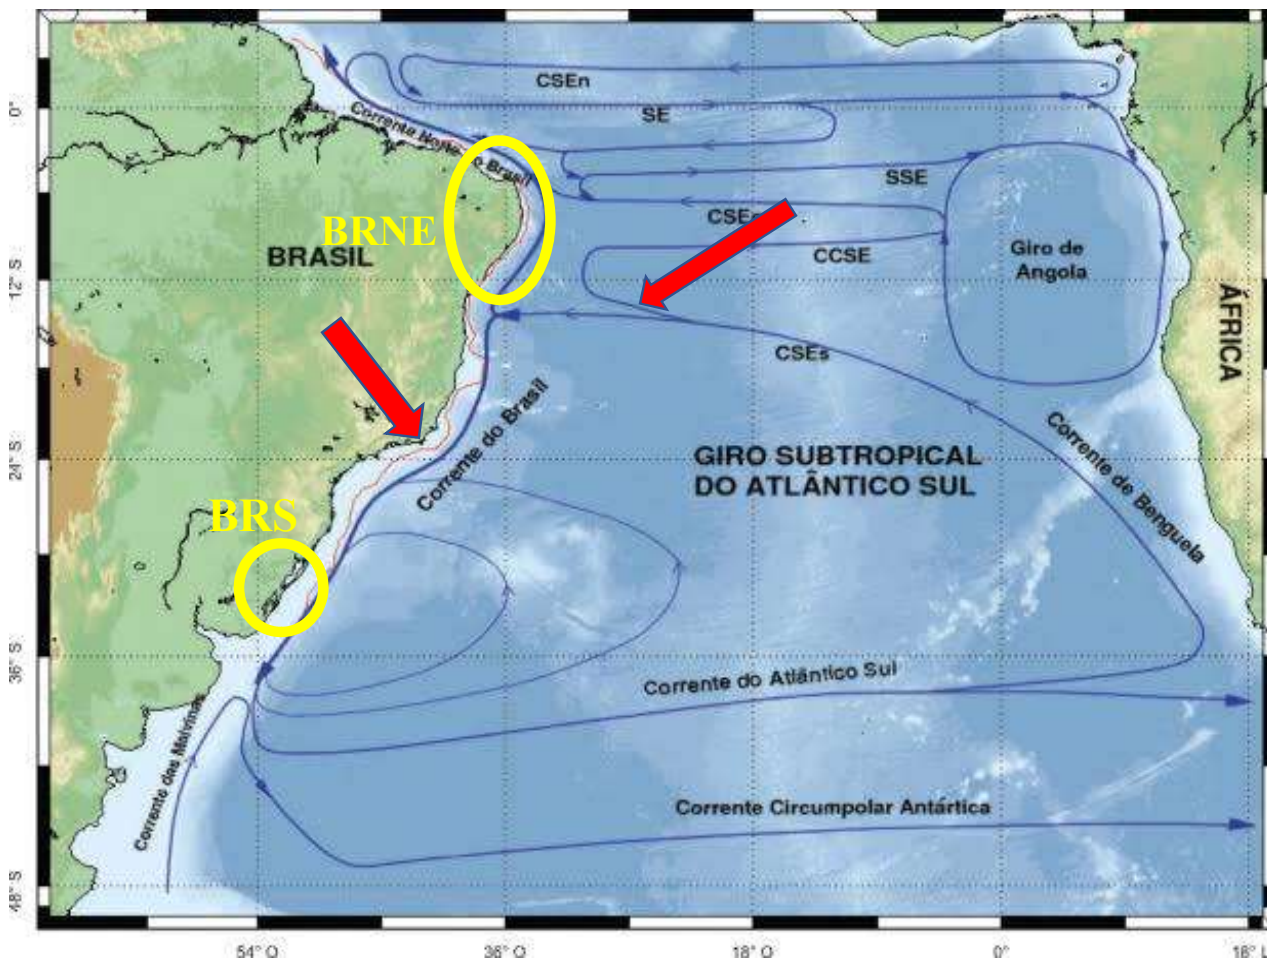 CSEn
SE
Corrente Norte do Brasil
SSE
BRNE
CSEc
BRASIL
CCSE
Giro de
Angola
ÁFRICA
CSEs
Corrente do Brasil
Corrente de Benguela
GIRO SUBTROPICAL
DO ATLÂNTICO SUL
BRS
Corrente do Atlântico Sul
Corrente das Malvinas
Corrente Circumpolar Antártica
0°
12°S
24°S
36°S
48°S
54° O
36° O
18° O
0°
18° L